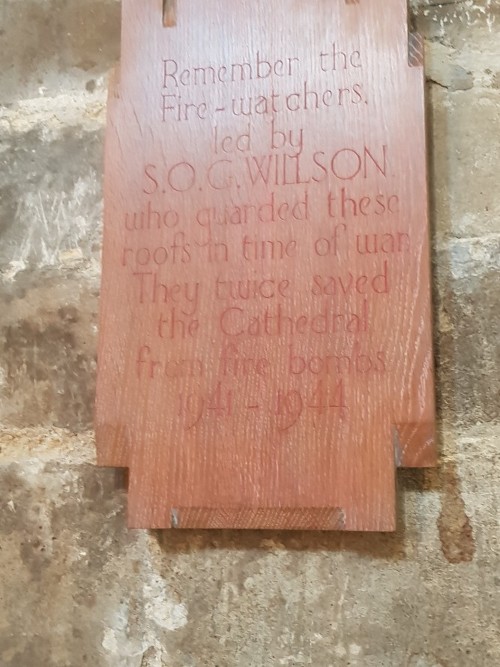 Remember the
Fire-watchers,
led by
S.O.G. WILLSON
who guarded these
roofs in time of war.
They twice saved
the Cathedral
from fire bombs
1941 - 1944